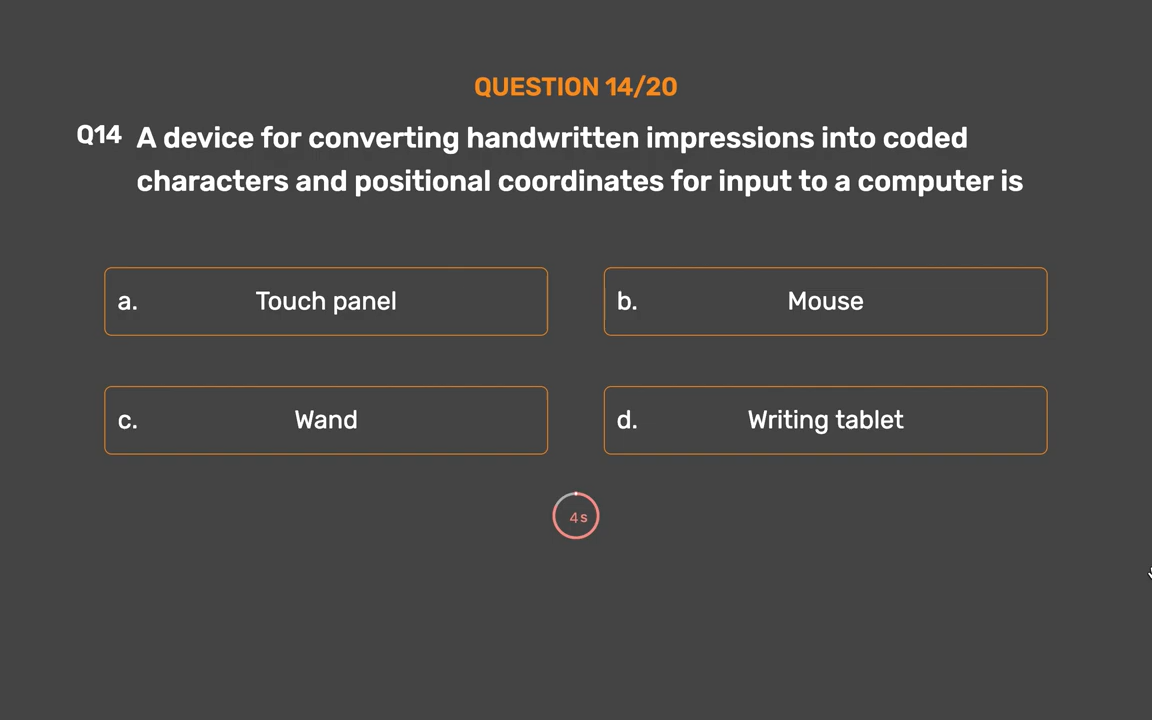 QUESTION 14/20
Q14 A device for converting handwritten impressions into coded
characters and positional coordinates for input to a computer is
a. Touch panel
b. Mouse
c. Wand
d. Writing tablet
4s